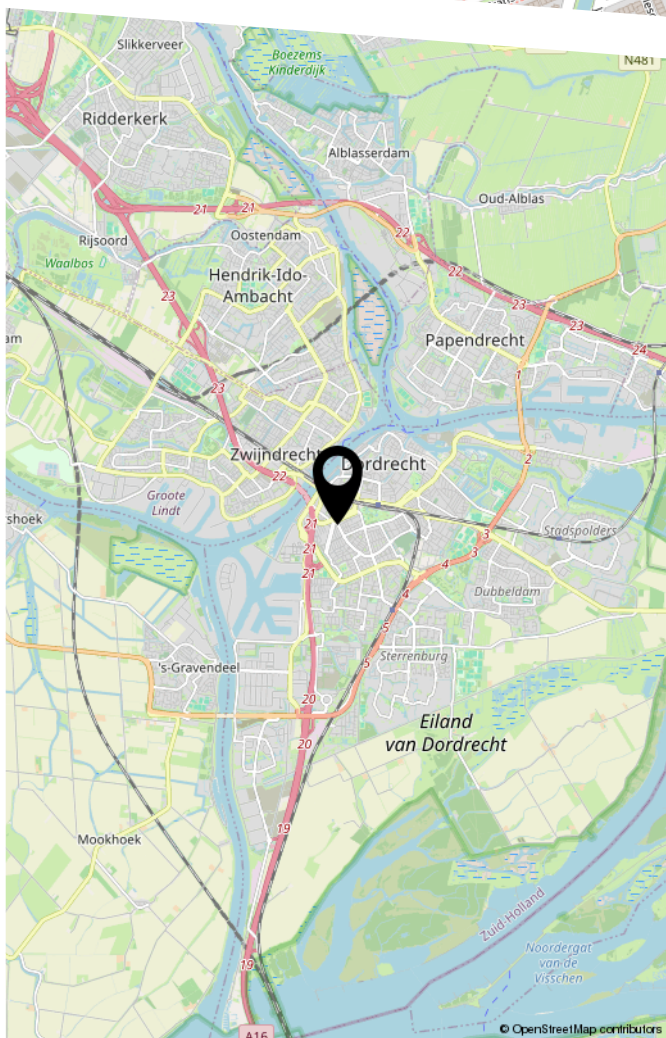 Slikkerveer
Boezems-
Kinderdijk
N481
Ridderkerk
Alblasserdam
Oud-Alblas
21
21
22
Rijsoord
Oostendam
Waalbos
Hendrik-Ido-
Ambacht
22
23
23
23
24
Papendrecht
23
1
Zwijndrecht
Dordrecht
2
22
Groote
Lindt
rshoek
21
21
21
Stadspolders
3
3
4
4
Dubbeldam
5
5
Sterrenburg
's-Gravendeel
20
20
Eiland
van Dordrecht
19
Mookhoek
Zuid-Holland
Noordergat
van de
Visschen
19
A16
© OpenStreetMap contributors